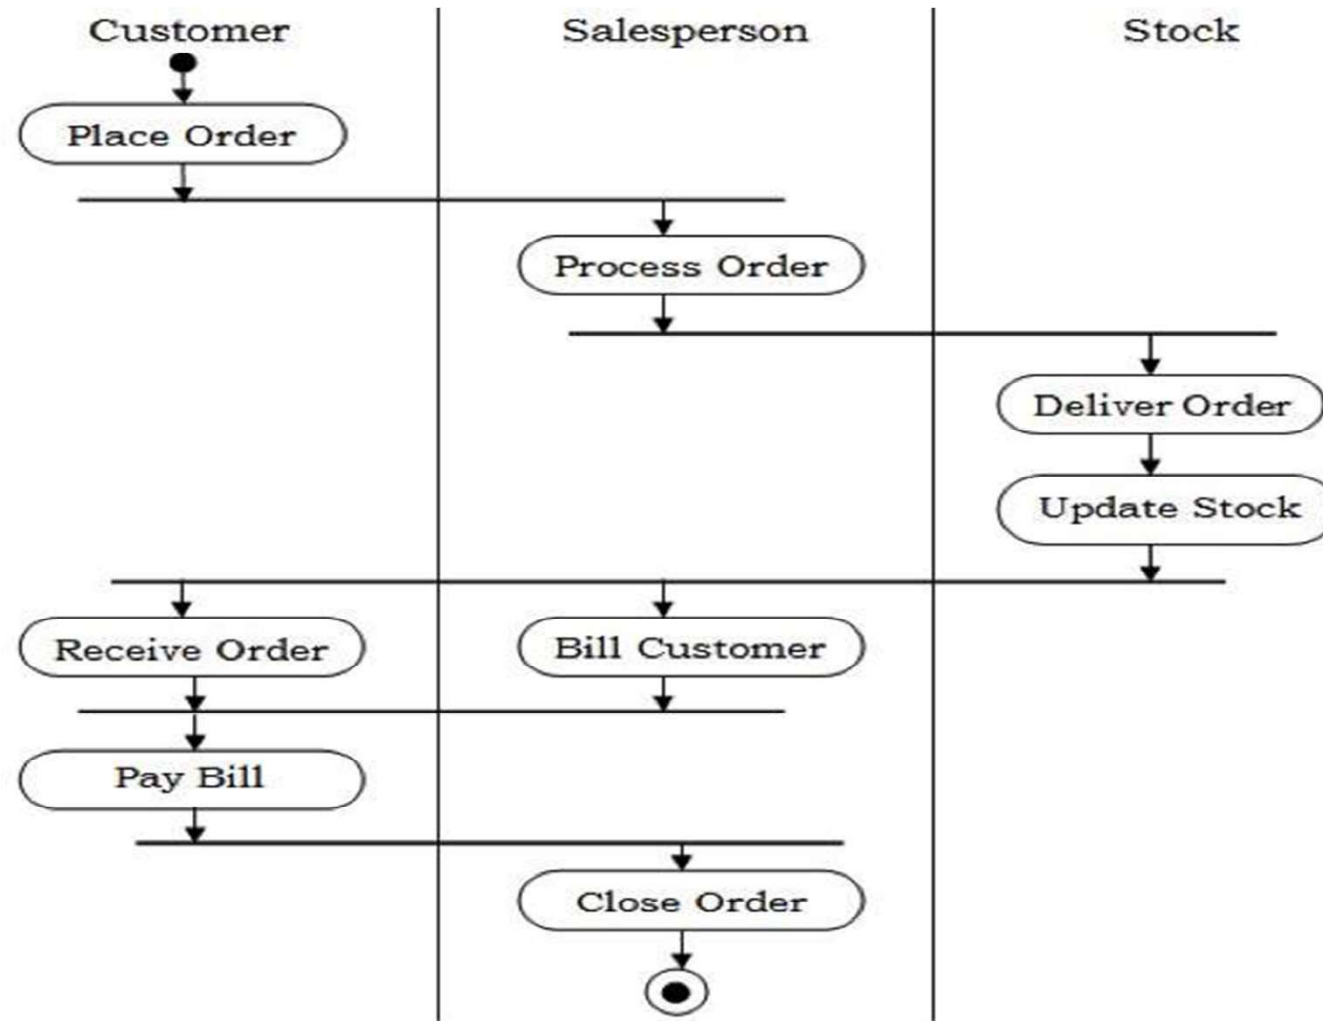 Customer
Salesperson
Stock
Place Order
Process Order
Deliver Order
Update Stock
Receive Order
Bill Customer
Pay Bill
Close Order